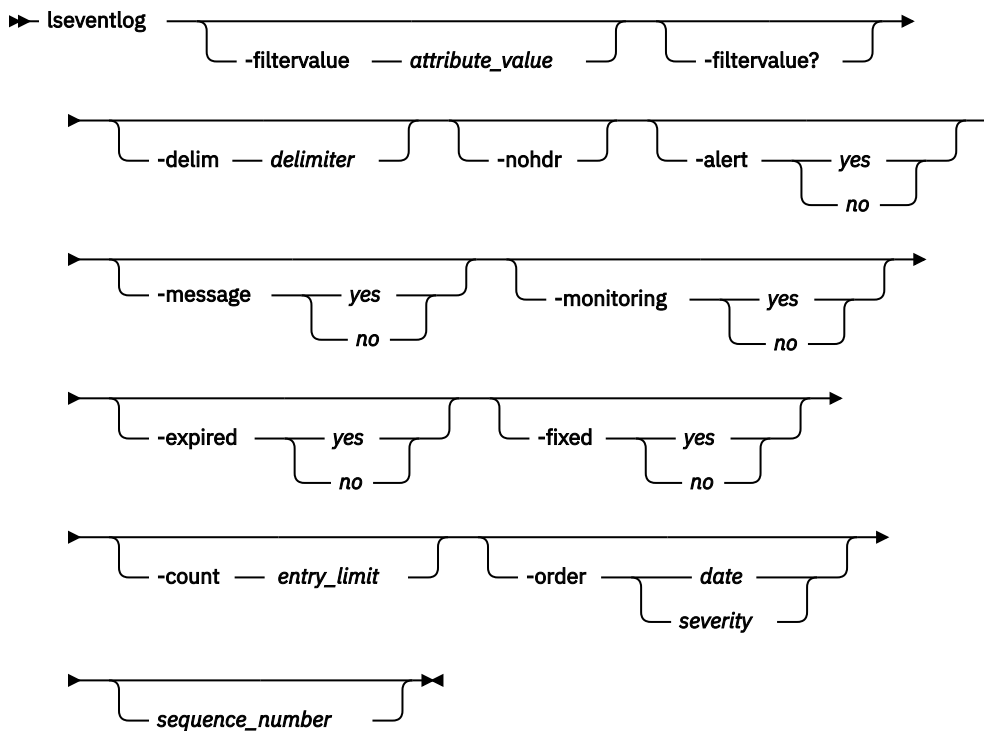 lseventlog
-filtervalue attribute_value -filtervalue?
-delim delimiter -nohdr -alert yes
no
-message yes -monitoring yes
no no
-expired yes -fixed yes
no no
-count entry_limit -order date
severity
sequence_number